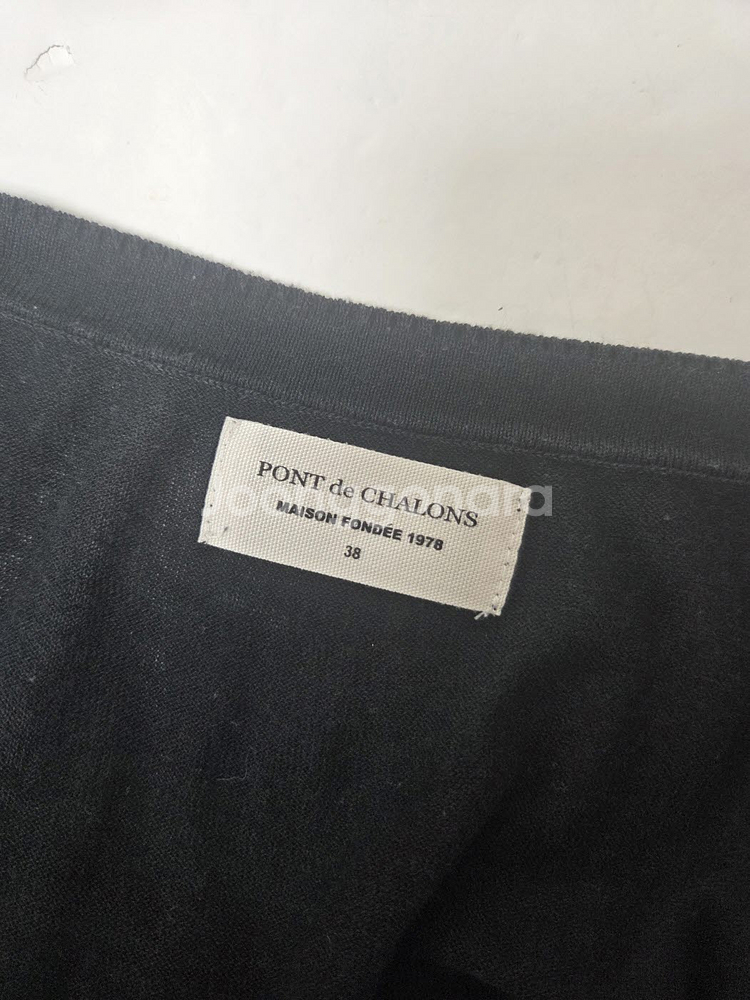 PONT de CHALONS
MAISON FONDÉE 1978
38